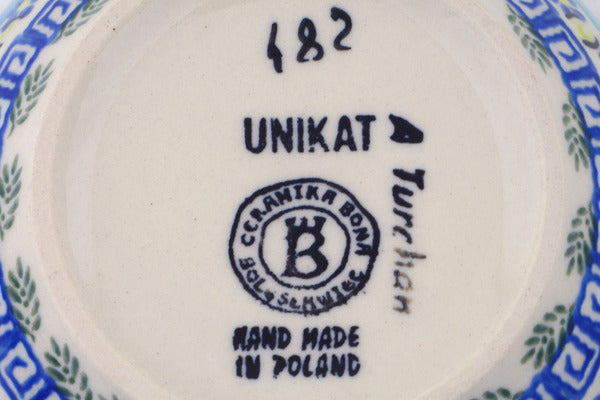 482
UNIKAT
A Turchan
CERAMIKA BONA
B
BOLESŁAWIEC
HAND MADE
IN POLAND